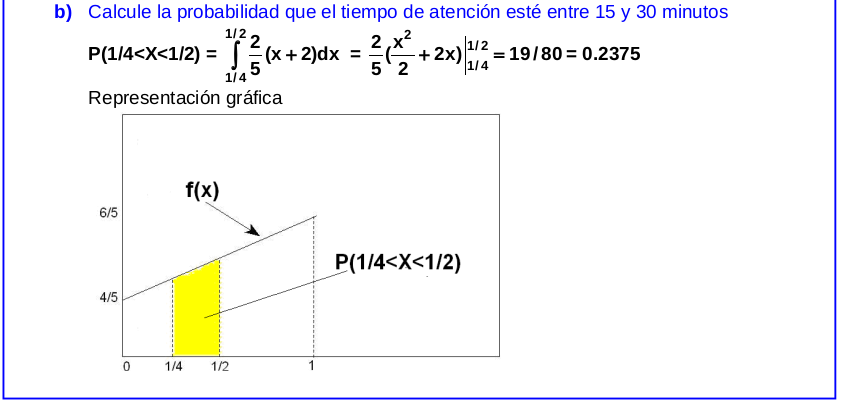 b) Calcule la probabilidad que el tiempo de atención esté entre 15 y 30 minutos
P(1/4<X<1/2) = ∫_{1/4}^{1/2} 2/5 (x + 2)dx = 2/5 (x²/2 + 2x)|_{1/4}^{1/2} = 19/80 = 0.2375
Representación gráfica
f(x)
6/5
P(1/4<X<1/2)
4/5
0 1/4 1/2 1